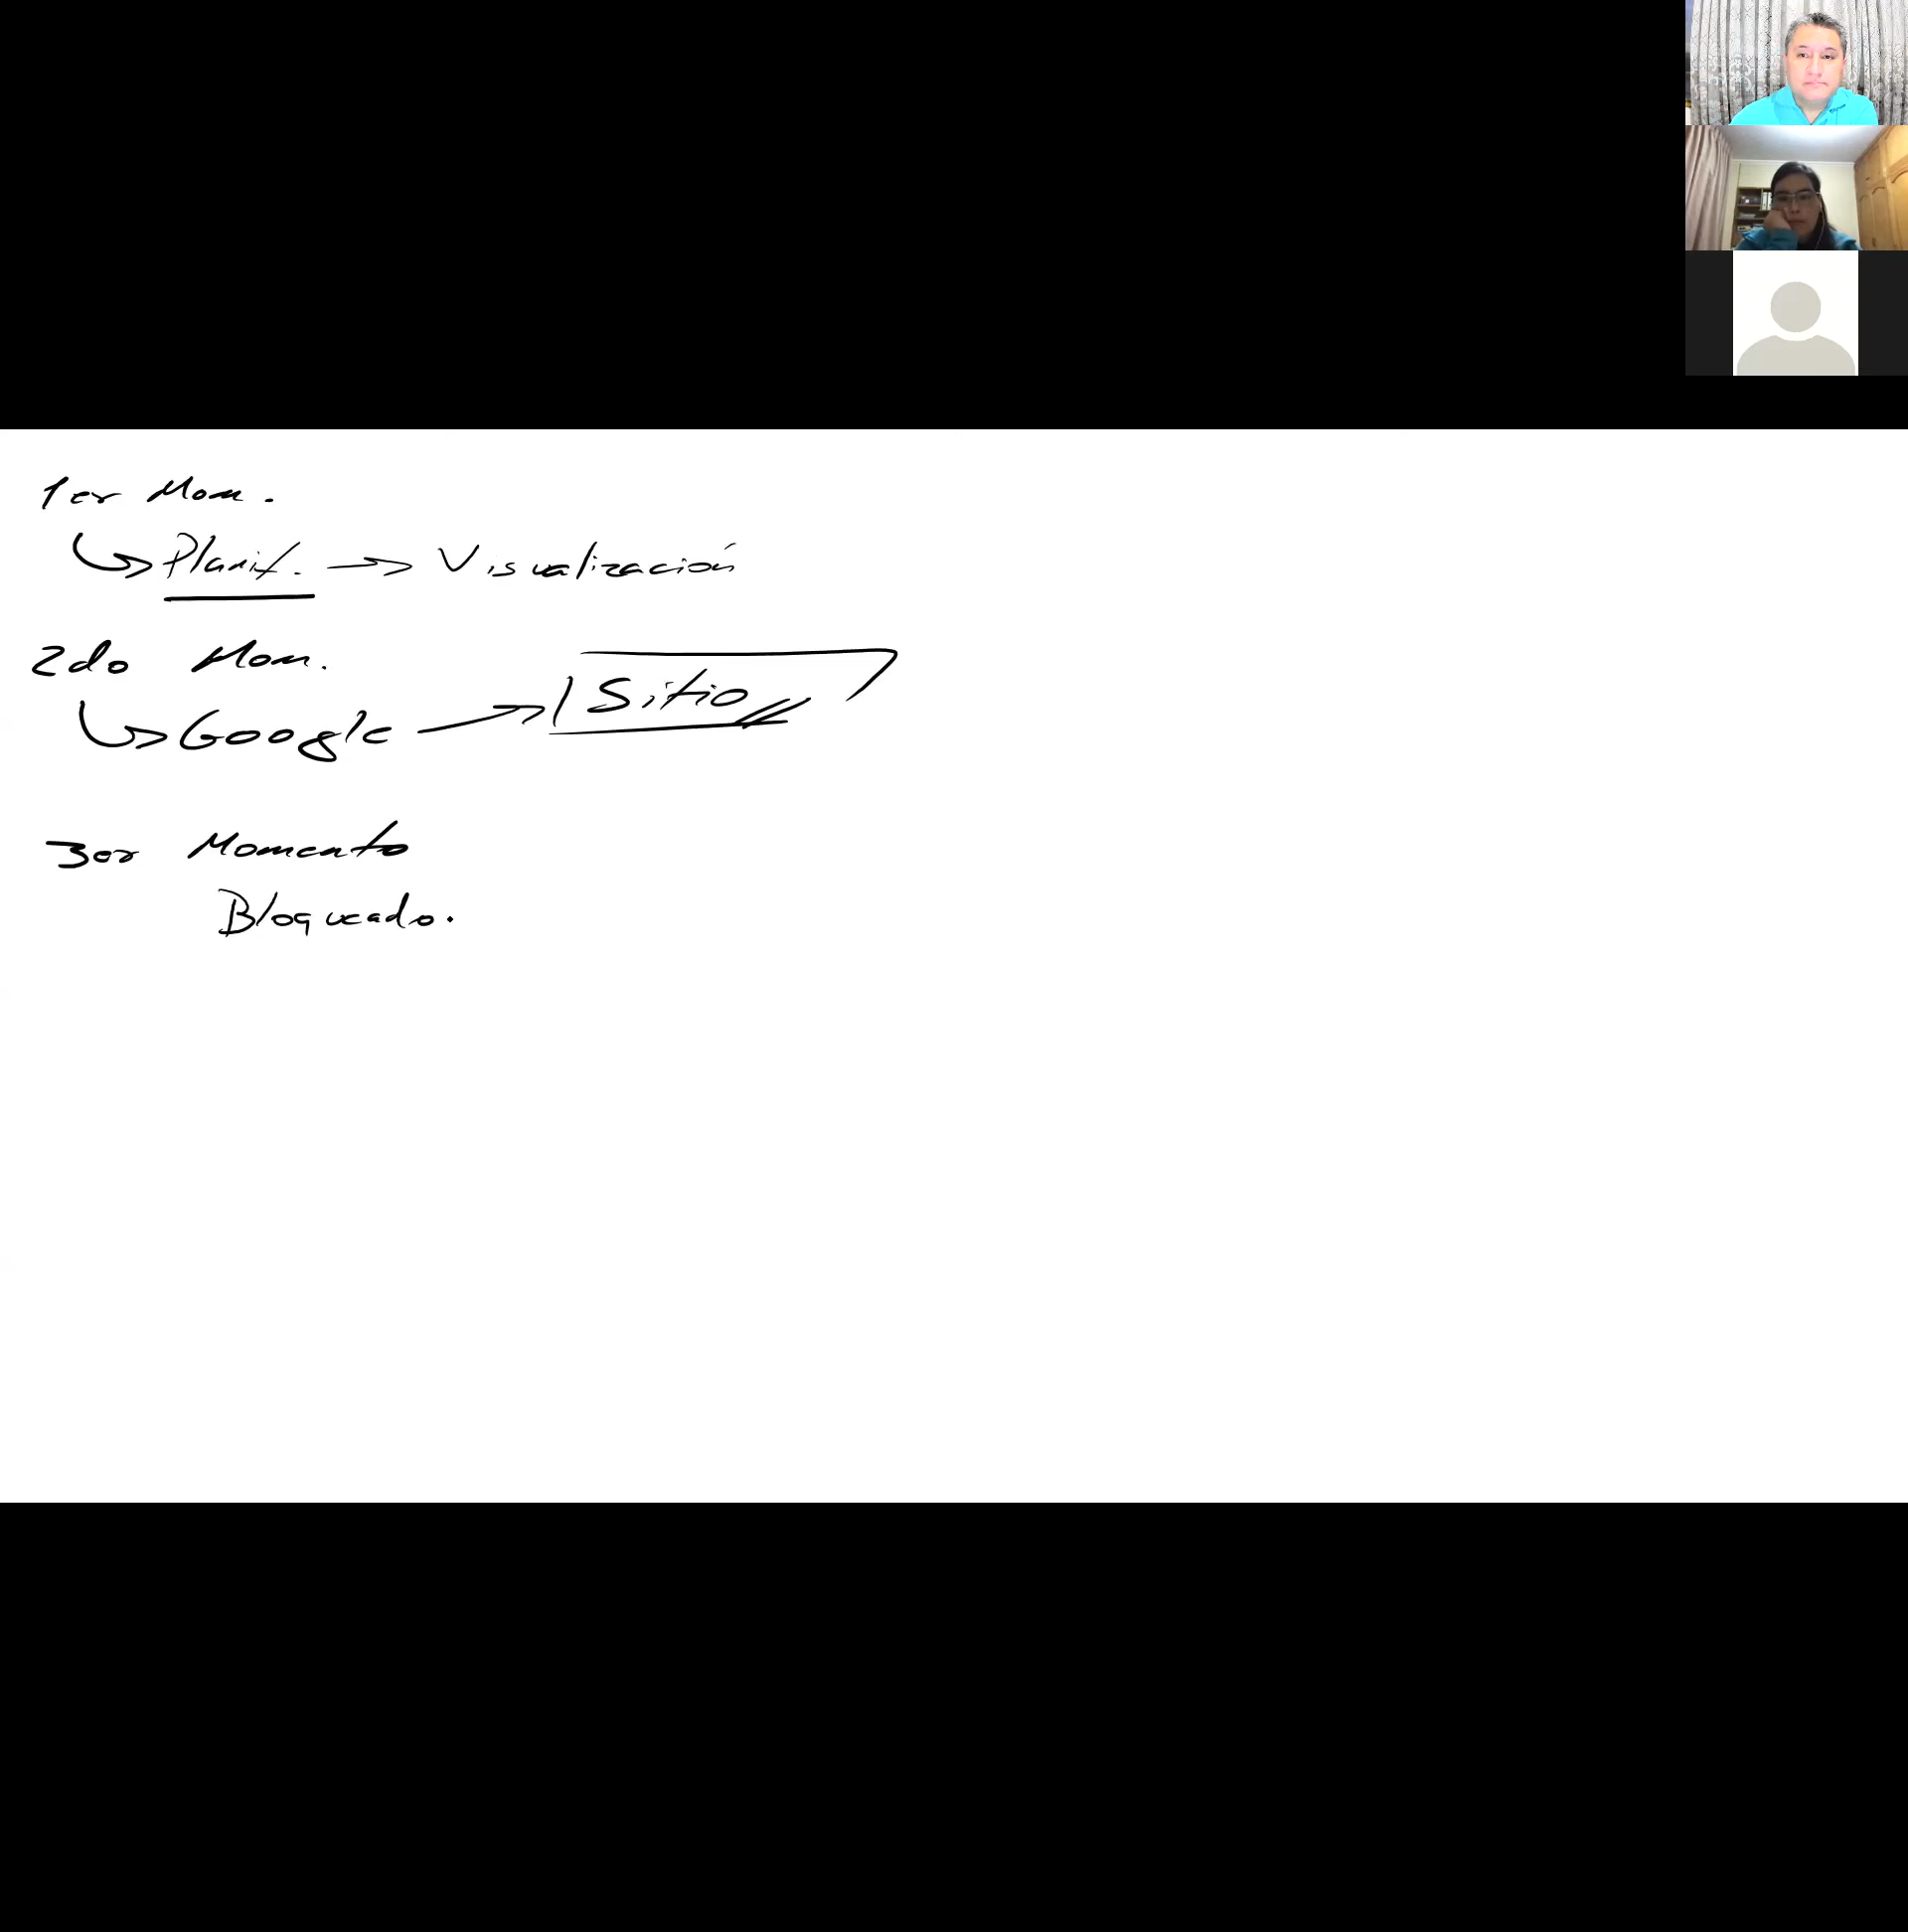 1er Mom.
Planif. → Visualización
2do Mom.
Google → Sitio
3er Momento
Bloqueado.